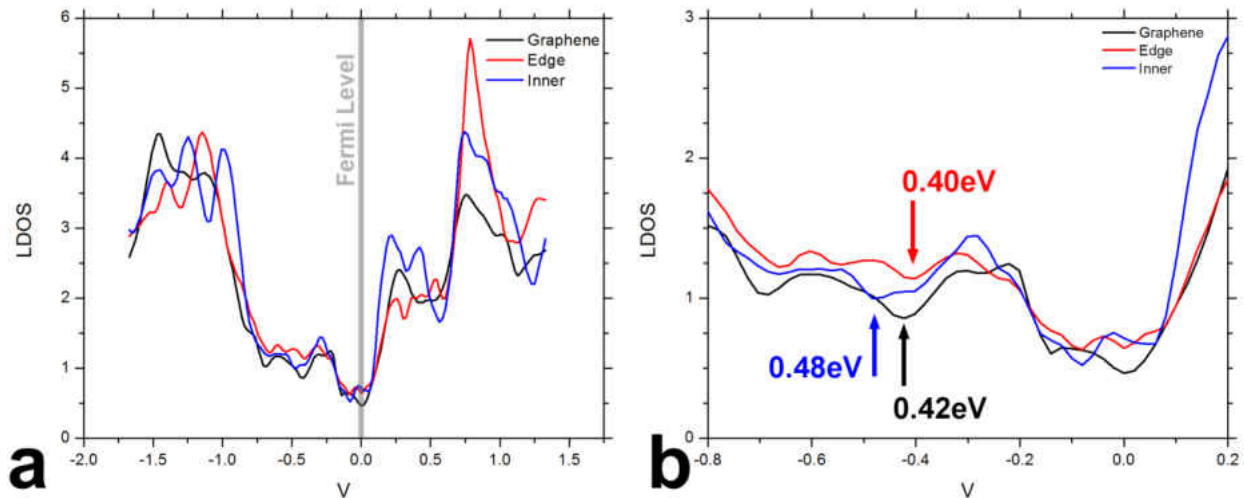 Graphene
Edge
Inner
Fermi Level
LDOS
6
5
4
3
2
1
0
-2.0 -1.5 -1.0 -0.5 0.0 0.5 1.0 1.5
V
a
Graphene
Edge
Inner
0.40eV
0.48eV
0.42eV
LDOS
3
2
1
0
-0.8 -0.6 -0.4 -0.2 0.0 0.2
V
b